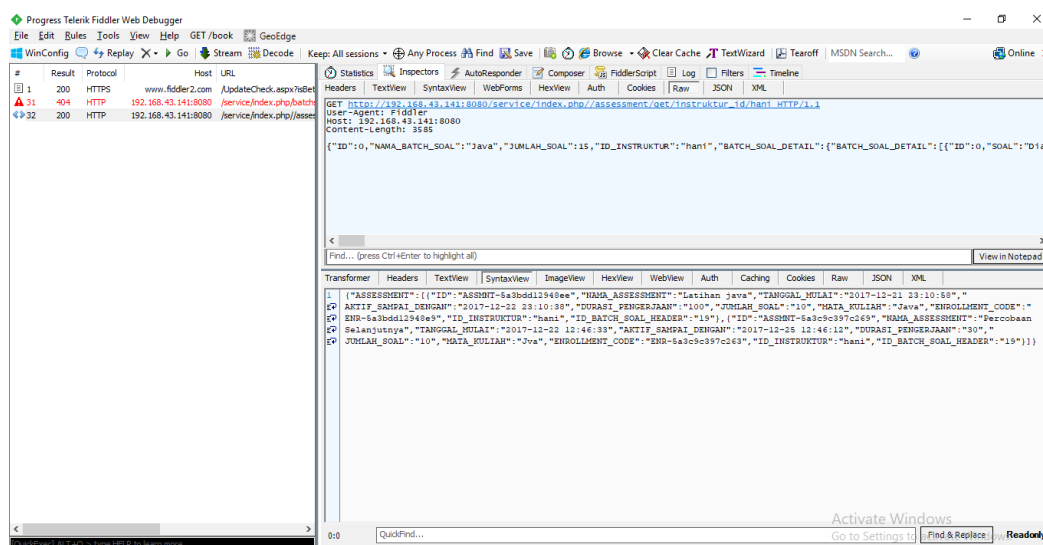 Progress Telerik Fiddler Web Debugger
File Edit Rules Tools View Help GET /book GeoEdge
WinConfig Replay Go Stream Decode Keep: All sessions Any Process Find Save Browse Clear Cache TextWizard Tearoff MSDN Search... Online
# Result Protocol Host URL
1 200 HTTPS www.fiddler2.com /UpdateCheck.aspx?isBet
31 404 HTTP 192.168.43.141:8080 /service/index.php/batch
32 200 HTTP 192.168.43.141:8080 /service/index.php//asses
Statistics Inspectors AutoResponder Composer FiddlerScript Log Filters Timeline
Headers TextView SyntaxView WebForms HexView Auth Cookies Raw JSON XML
GET http://192.168.43.141:8080/service/index.php//assessment/get/instruktur_id/hani HTTP/1.1
User-Agent: Fiddler
Host: 192.168.43.141:8080
Content-Length: 3585
{"ID":0,"NAMA_BATCH_SOAL":"Java","JUMLAH_SOAL":15,"ID_INSTRUKTUR":"hani","BATCH_SOAL_DETAIL":{"BATCH_SOAL_DETAIL":[{"ID":0,"SOAL":"Dia
Find... (press Ctrl+Enter to highlight all) View in Notepad
Transformer Headers TextView SyntaxView ImageView HexView WebView Auth Caching Cookies Raw JSON XML
1 {"ASSESSMENT":[{"ID":"ASSMNT-5a3bdd12948ee","NAMA_ASSESSMENT":"Latihan java","TANGGAL_MULAI":"2017-12-21 23:10:58","
AKTIF_SAMPAI_DENGAN":"2017-12-22 23:10:38","DURASI_PENGERJAAN":"100","JUMLAH_SOAL":"10","MATA_KULIAH":"Java","ENROLLMENT_CODE":"
ENR-5a3bdd12948e9","ID_INSTRUKTUR":"hani","ID_BATCH_SOAL_HEADER":"19"},{"ID":"ASSMNT-5a3c9c397c269","NAMA_ASSESSMENT":"Percobaan
Selanjutnya","TANGGAL_MULAI":"2017-12-22 12:46:33","AKTIF_SAMPAI_DENGAN":"2017-12-25 12:46:12","DURASI_PENGERJAAN":"30","
JUMLAH_SOAL":"10","MATA_KULIAH":"Jva","ENROLLMENT_CODE":"ENR-5a3c9c397c263","ID_INSTRUKTUR":"hani","ID_BATCH_SOAL_HEADER":"19"}]}
Activate Windows
Go to Settings to
0:0 QuickFind... Find & Replace Readonly
[QuickExec] ALT+Q > type HELP to learn more